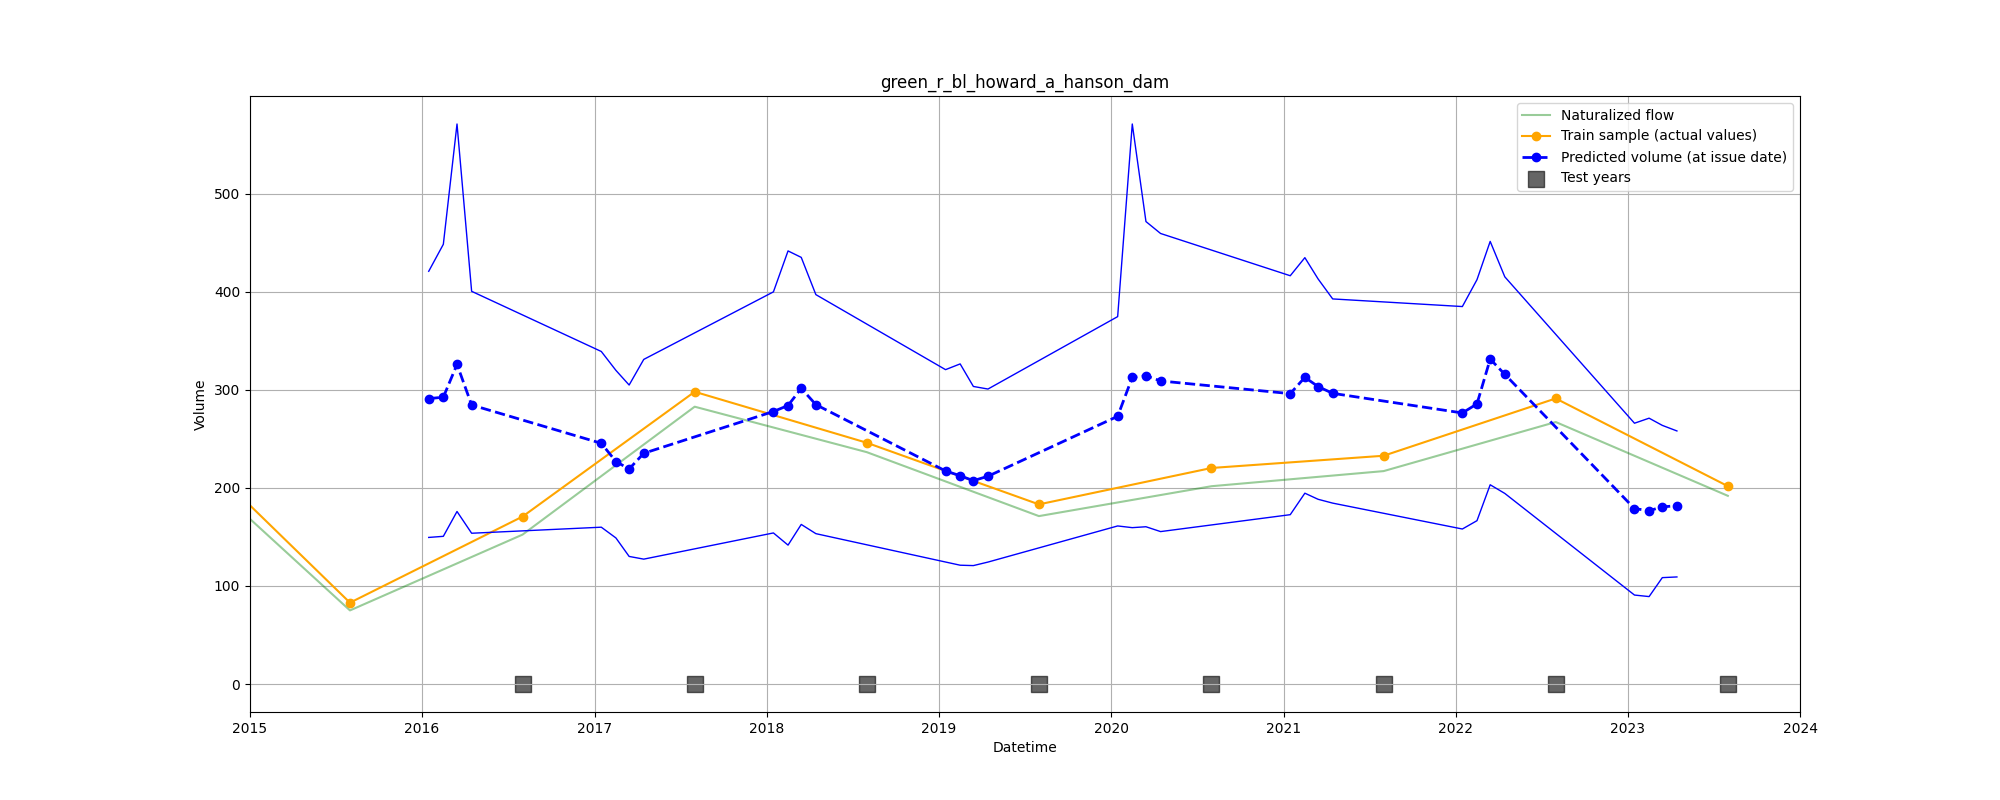 green_r_bl_howard_a_hanson_dam
Naturalized flow
Train sample (actual values)
Predicted volume (at issue date)
Test years
500
400
300
200
100
0
Volume
2015 2016 2017 2018 2019 2020 2021 2022 2023 2024
Datetime